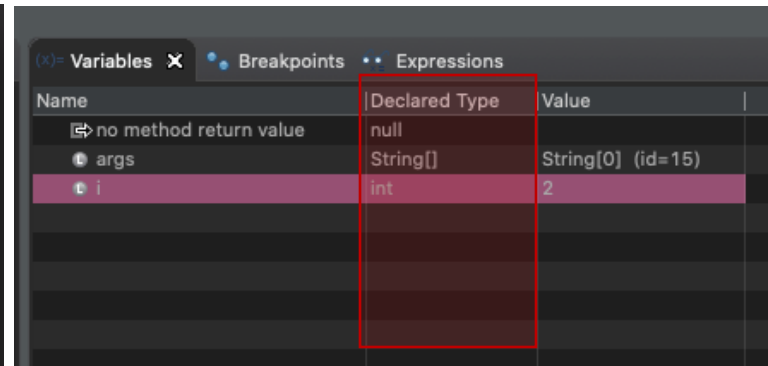 (x)= Variables Breakpoints Expressions
Name Declared Type Value
no method return value null
args String[] String[0] (id=15)
i int 2